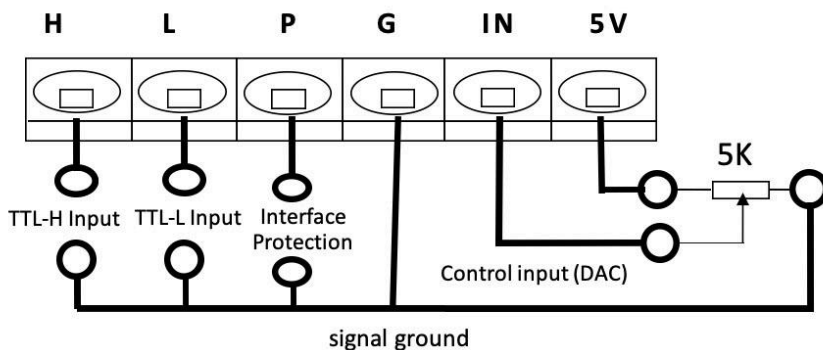 H L P G IN 5V
5K
TTL-H Input TTL-L Input Interface
Protection
Control input (DAC)
signal ground